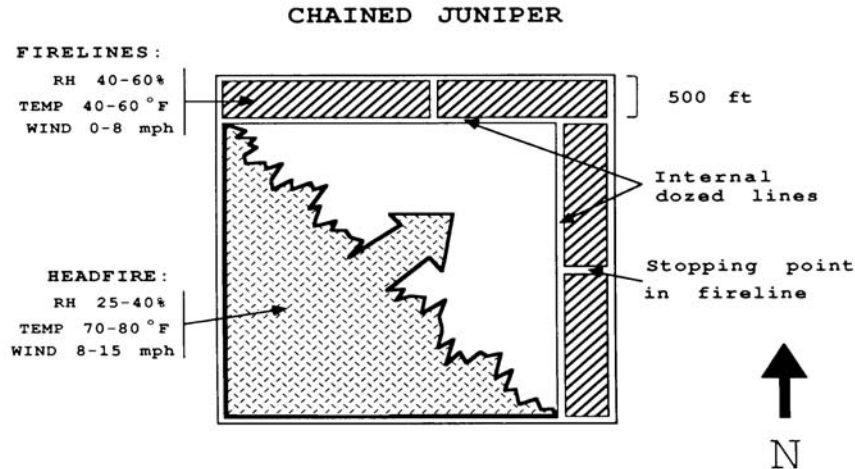 CHAINED JUNIPER
FIRELINES:
RH 40-60%
TEMP 40-60°F
WIND 0-8 mph
500 ft
Internal
dozed lines
Stopping point
in fireline
HEADFIRE:
RH 25-40%
TEMP 70-80°F
WIND 8-15 mph
N